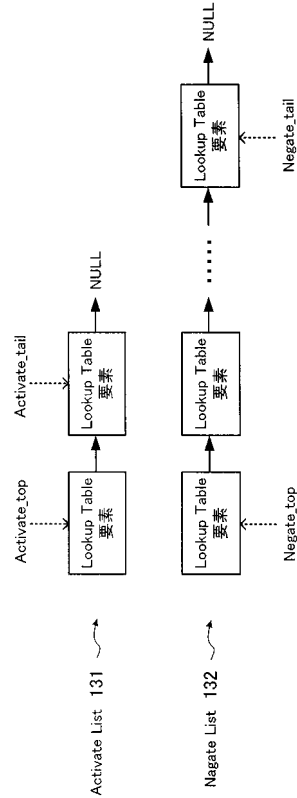 Activate_top
Activate_tail
Activate List 131
Lookup Table
要素
Lookup Table
要素
NULL
Nagate List 132
Lookup Table
要素
Lookup Table
要素
.....
Lookup Table
要素
NULL
Negate_top
Negate_tail